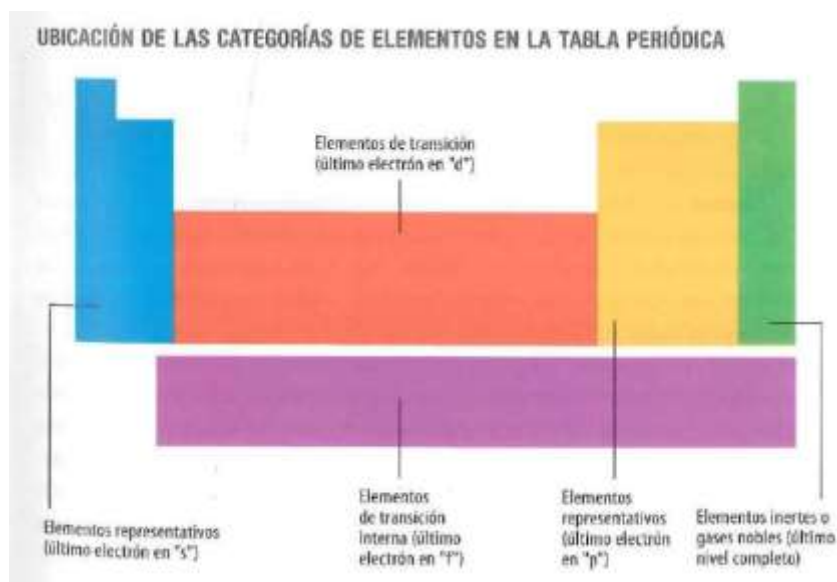 UBICACIÓN DE LAS CATEGORÍAS DE ELEMENTOS EN LA TABLA PERIÓDICA
Elementos de transición
(último electrón en "d")
Elementos representativos
(último electrón en "s")
Elementos
de transición
interna (último
electrón en "f")
Elementos
representativos
(último electrón
en "p")
Elementos inertes o
gases nobles (último
nivel completo)